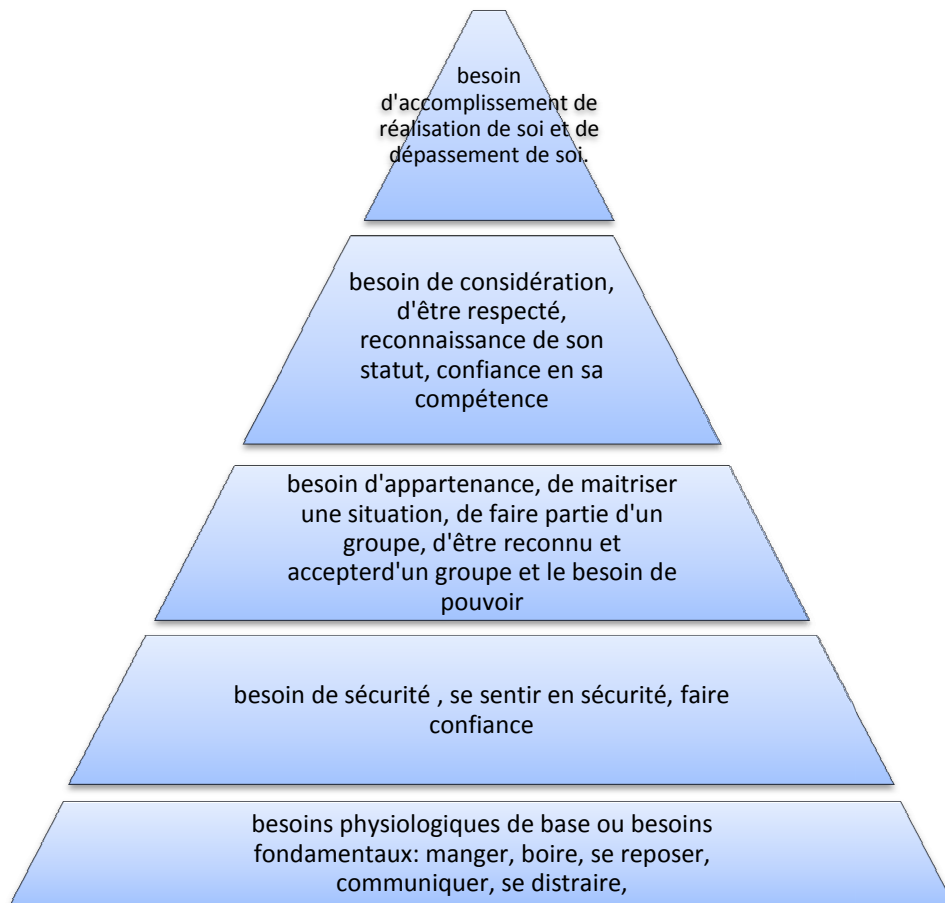 besoin
d'accomplissement de
réalisation de soi et de
dépassement de soi.
besoin de considération,
d'être respecté,
reconnaissance de son
statut, confiance en sa
compétence
besoin d'appartenance, de maitriser
une situation, de faire partie d'un
groupe, d'être reconnu et
accepterd'un groupe et le besoin de
pouvoir
besoin de sécurité , se sentir en sécurité, faire
confiance
besoins physiologiques de base ou besoins
fondamentaux: manger, boire, se reposer,
communiquer, se distraire,